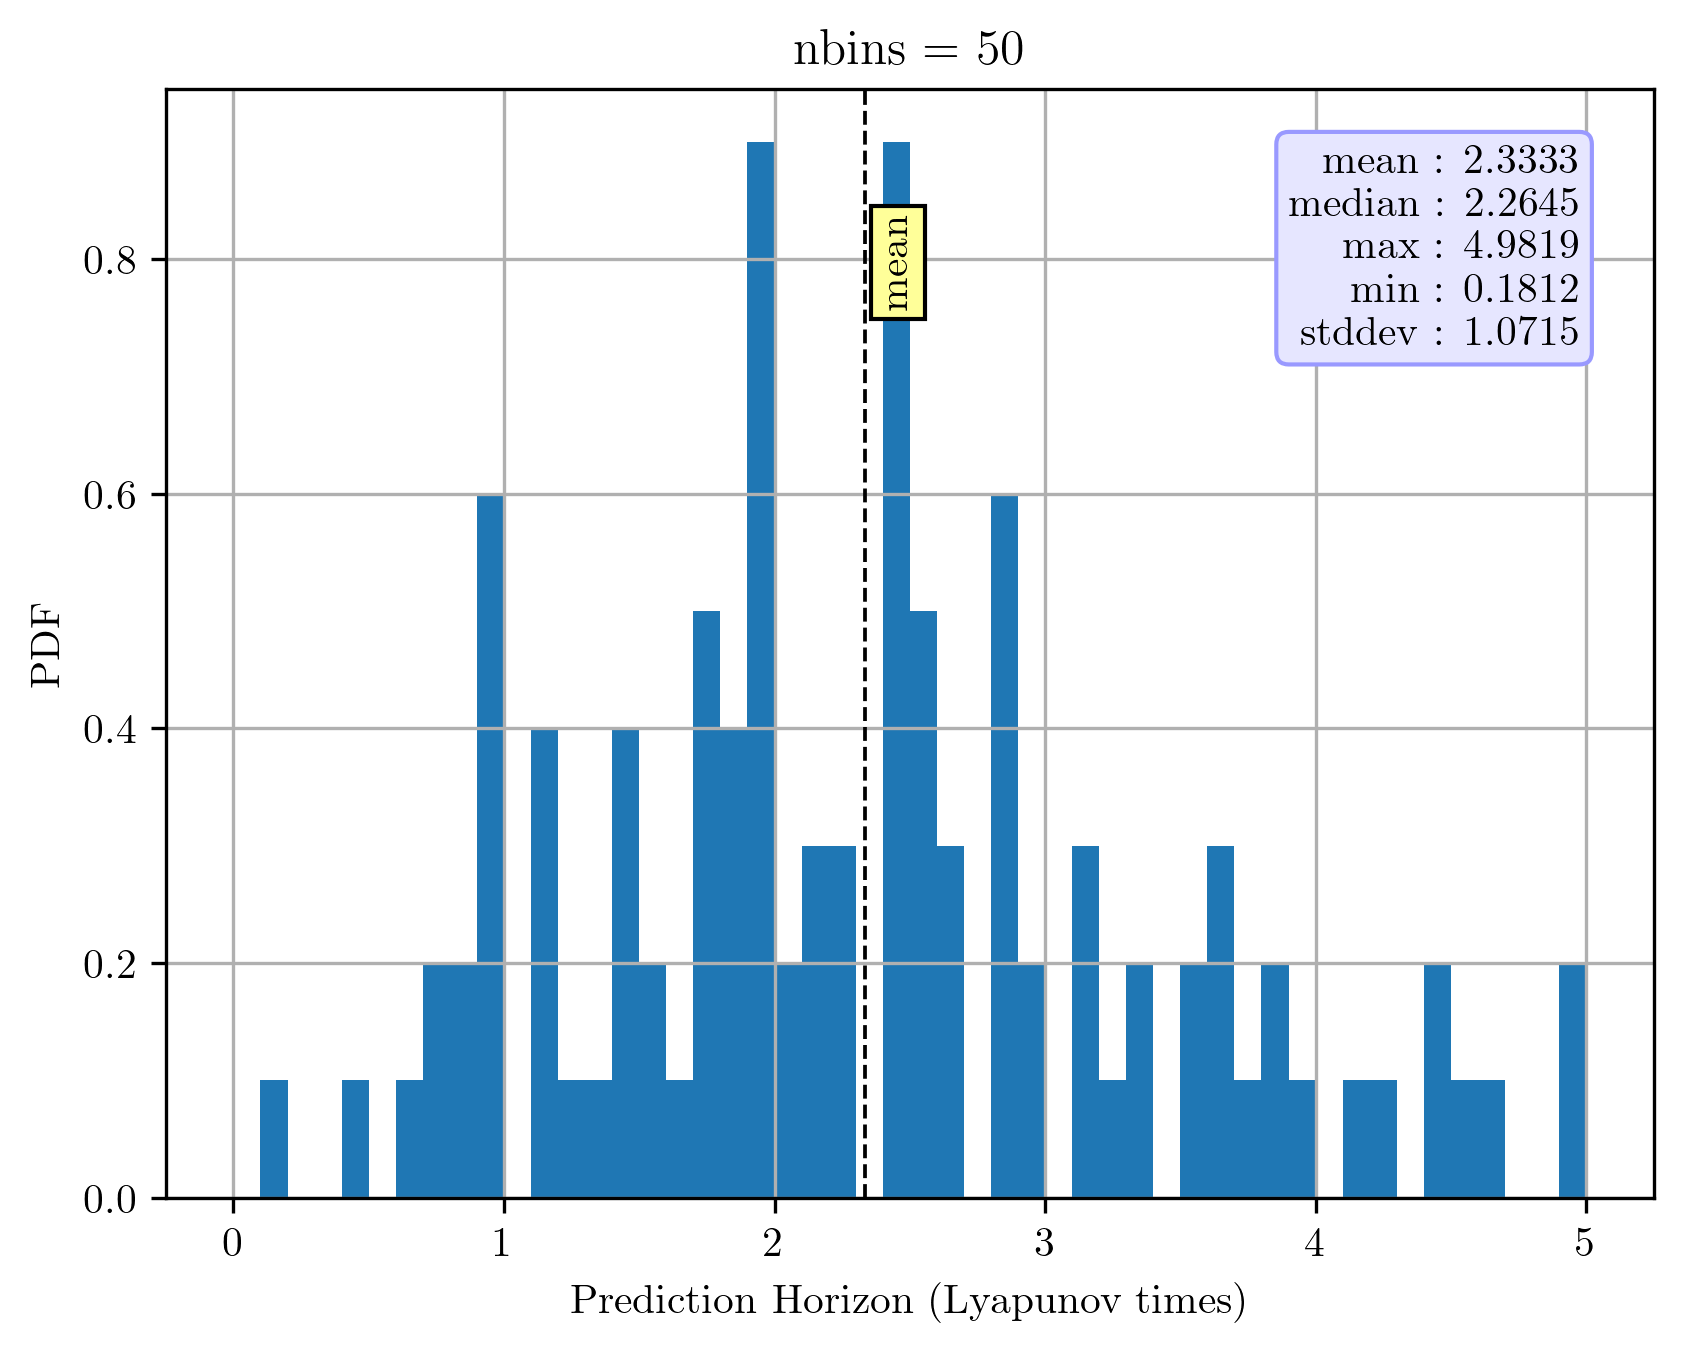 nbins = 50
mean : 2.3333
median : 2.2645
max : 4.9819
min : 0.1812
stddev : 1.0715
mean
PDF
0.8
0.6
0.4
0.2
0.0
0 1 2 3 4 5
Prediction Horizon (Lyapunov times)